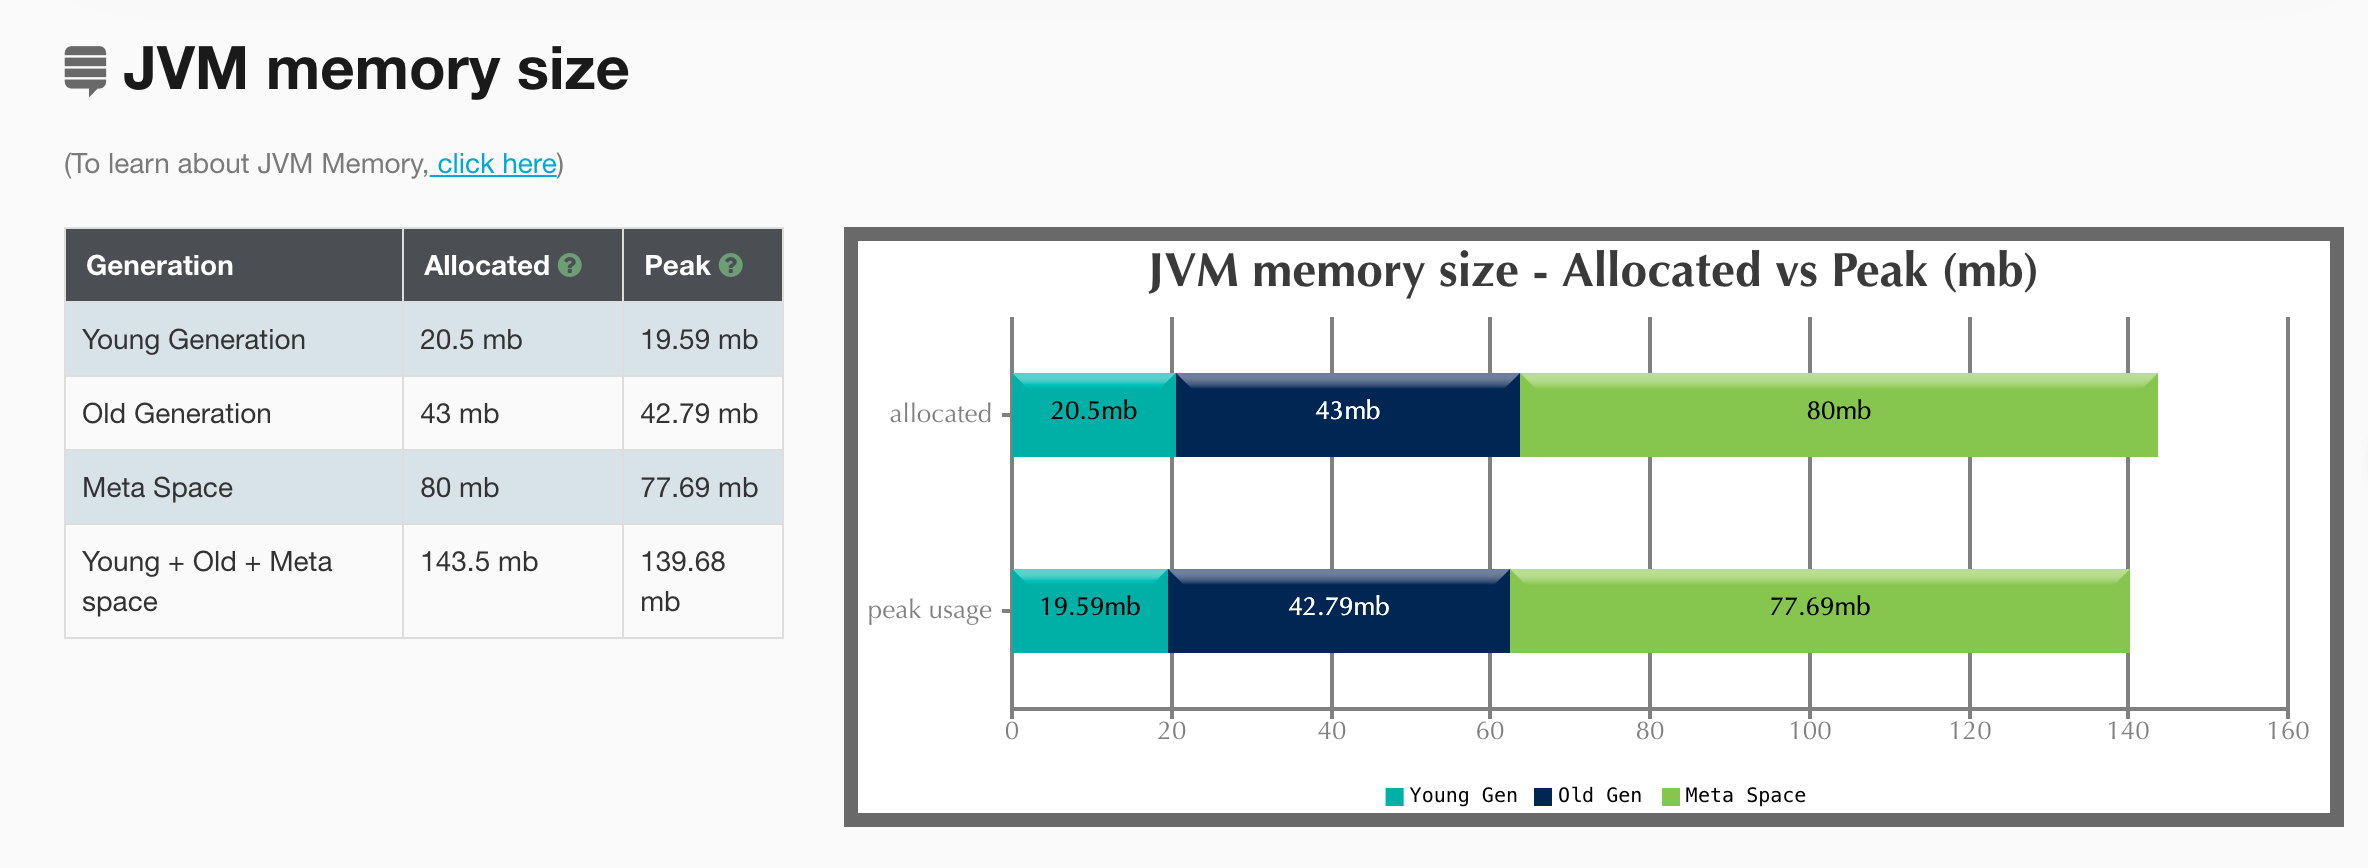 JVM memory size
(To learn about JVM Memory, click here)
Generation Allocated ? Peak ?
Young Generation 20.5 mb 19.59 mb
Old Generation 43 mb 42.79 mb
Meta Space 80 mb 77.69 mb
Young + Old + Meta space 143.5 mb 139.68 mb
JVM memory size - Allocated vs Peak (mb)
allocated 20.5mb 43mb 80mb
peak usage 19.59mb 42.79mb 77.69mb
0 20 40 60 80 100 120 140 160
Young Gen Old Gen Meta Space